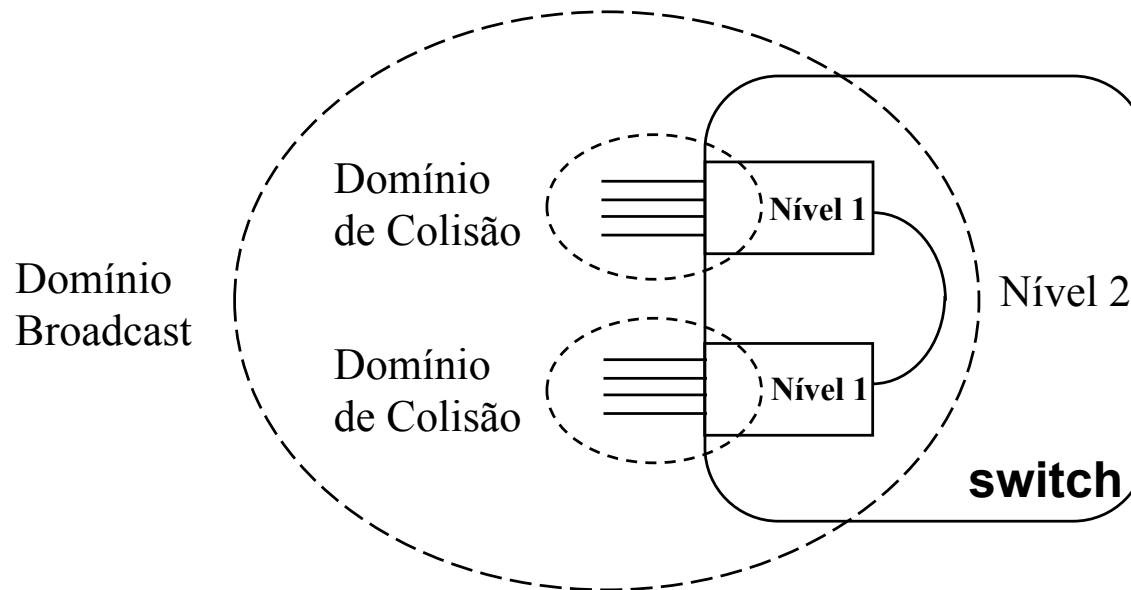 Domínio
de Colisão
Nível 1
Domínio
Broadcast
Nível 2
Domínio
de Colisão
Nível 1
switch